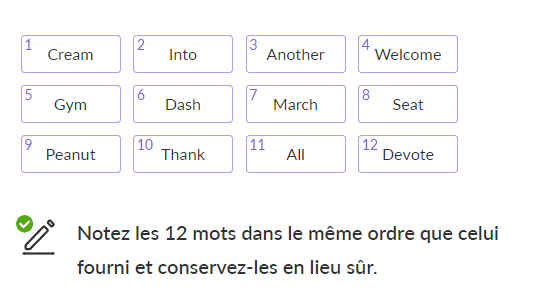 1 Cream 2 Into 3 Another 4 Welcome
5 Gym 6 Dash 7 March 8 Seat
9 Peanut 10 Thank 11 All 12 Devote
Notez les 12 mots dans le même ordre que celui
fourni et conservez-les en lieu sûr.